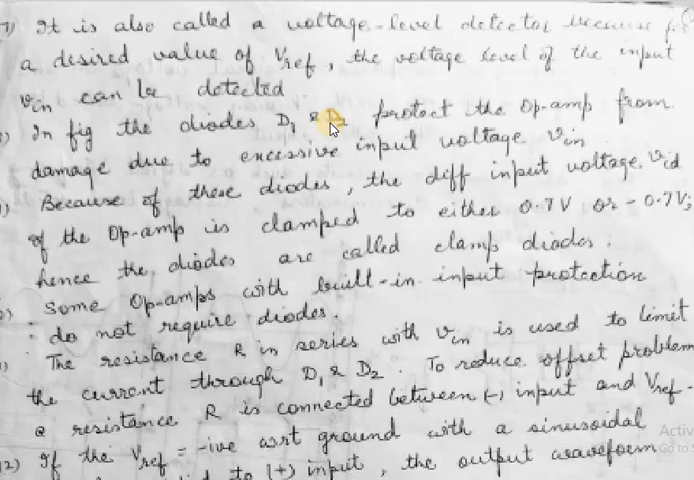 7) It is also called a voltage-level detector because for
a desired value of Vref, the voltage level of the input
Vin can be detected
) In fig the diodes D1 & D2 protect the Op-amp from
damage due to excessive input voltage Vin
) Because of these diodes, the diff input voltage Vid
of the Op-amp is clamped to either 0.7V or -0.7V;
hence the diodes are called clamp diodes.
) Some Op-amps with built-in input protection
do not require diodes.
) The resistance R in series with Vin is used to limit
the current through D1 & D2. To reduce offset problem
a resistance R is connected between (-) input and Vref.
12) If the Vref = -ive wrt ground with a sinusoidal
to (+) input, the output waveform